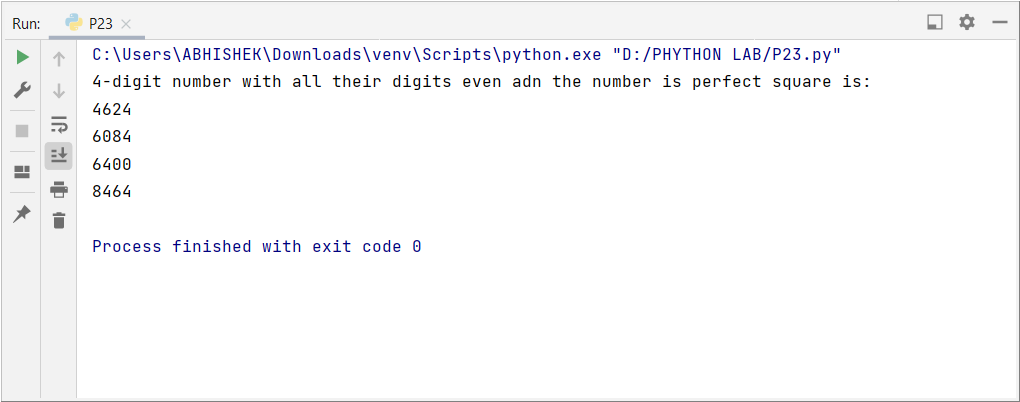 Run: P23
C:\Users\ABHISHEK\Downloads\venv\Scripts\python.exe "D:/PHYTHON LAB/P23.py"
4-digit number with all their digits even adn the number is perfect square is:
4624
6084
6400
8464
Process finished with exit code 0